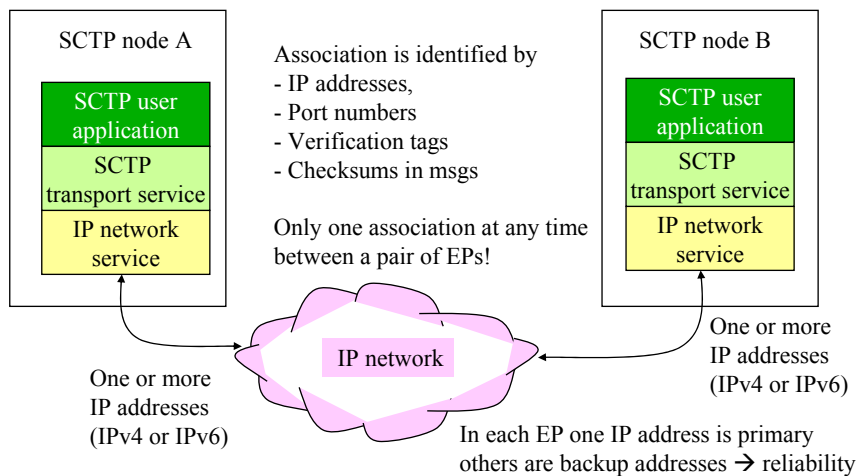 SCTP node A
SCTP user
application
SCTP
transport service
IP network
service
One or more
IP addresses
(IPv4 or IPv6)
Association is identified by
- IP addresses,
- Port numbers
- Verification tags
- Checksums in msgs
Only one association at any time
between a pair of EPs!
IP network
SCTP node B
SCTP user
application
SCTP
transport service
IP network
service
One or more
IP addresses
(IPv4 or IPv6)
In each EP one IP address is primary
others are backup addresses → reliability